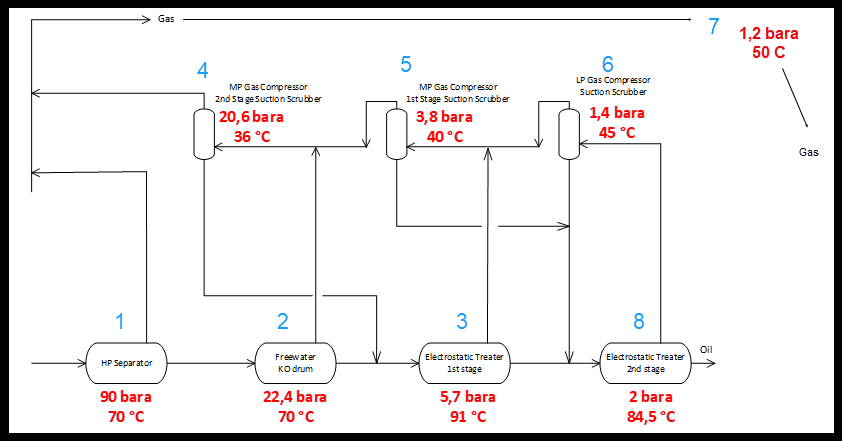 Gas
7
1,2 bara
50 C
Gas
4
MP Gas Compressor
2nd Stage Suction Scrubber
20,6 bara
36 °C
5
MP Gas Compressor
1st Stage Suction Scrubber
3,8 bara
40 °C
6
LP Gas Compressor
Suction Scrubber
1,4 bara
45 °C
1
HP Separator
90 bara
70 °C
2
Freewater
KO drum
22,4 bara
70 °C
3
Electrostatic Treater
1st stage
5,7 bara
91 °C
8
Electrostatic Treater
2nd stage
2 bara
84,5 °C
Oil